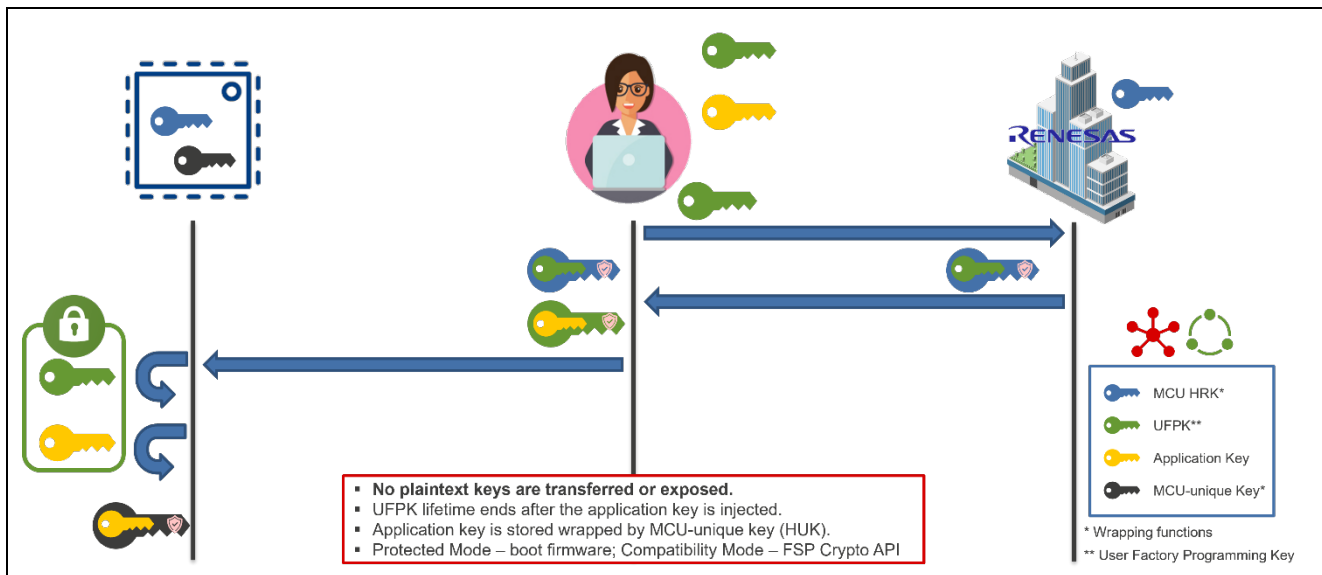 RENESAS
MCU HRK*
UFPK**
Application Key
MCU-unique Key*
* Wrapping functions
** User Factory Programming Key
▪ No plaintext keys are transferred or exposed.
▪ UFPK lifetime ends after the application key is injected.
▪ Application key is stored wrapped by MCU-unique key (HUK).
▪ Protected Mode – boot firmware; Compatibility Mode – FSP Crypto API